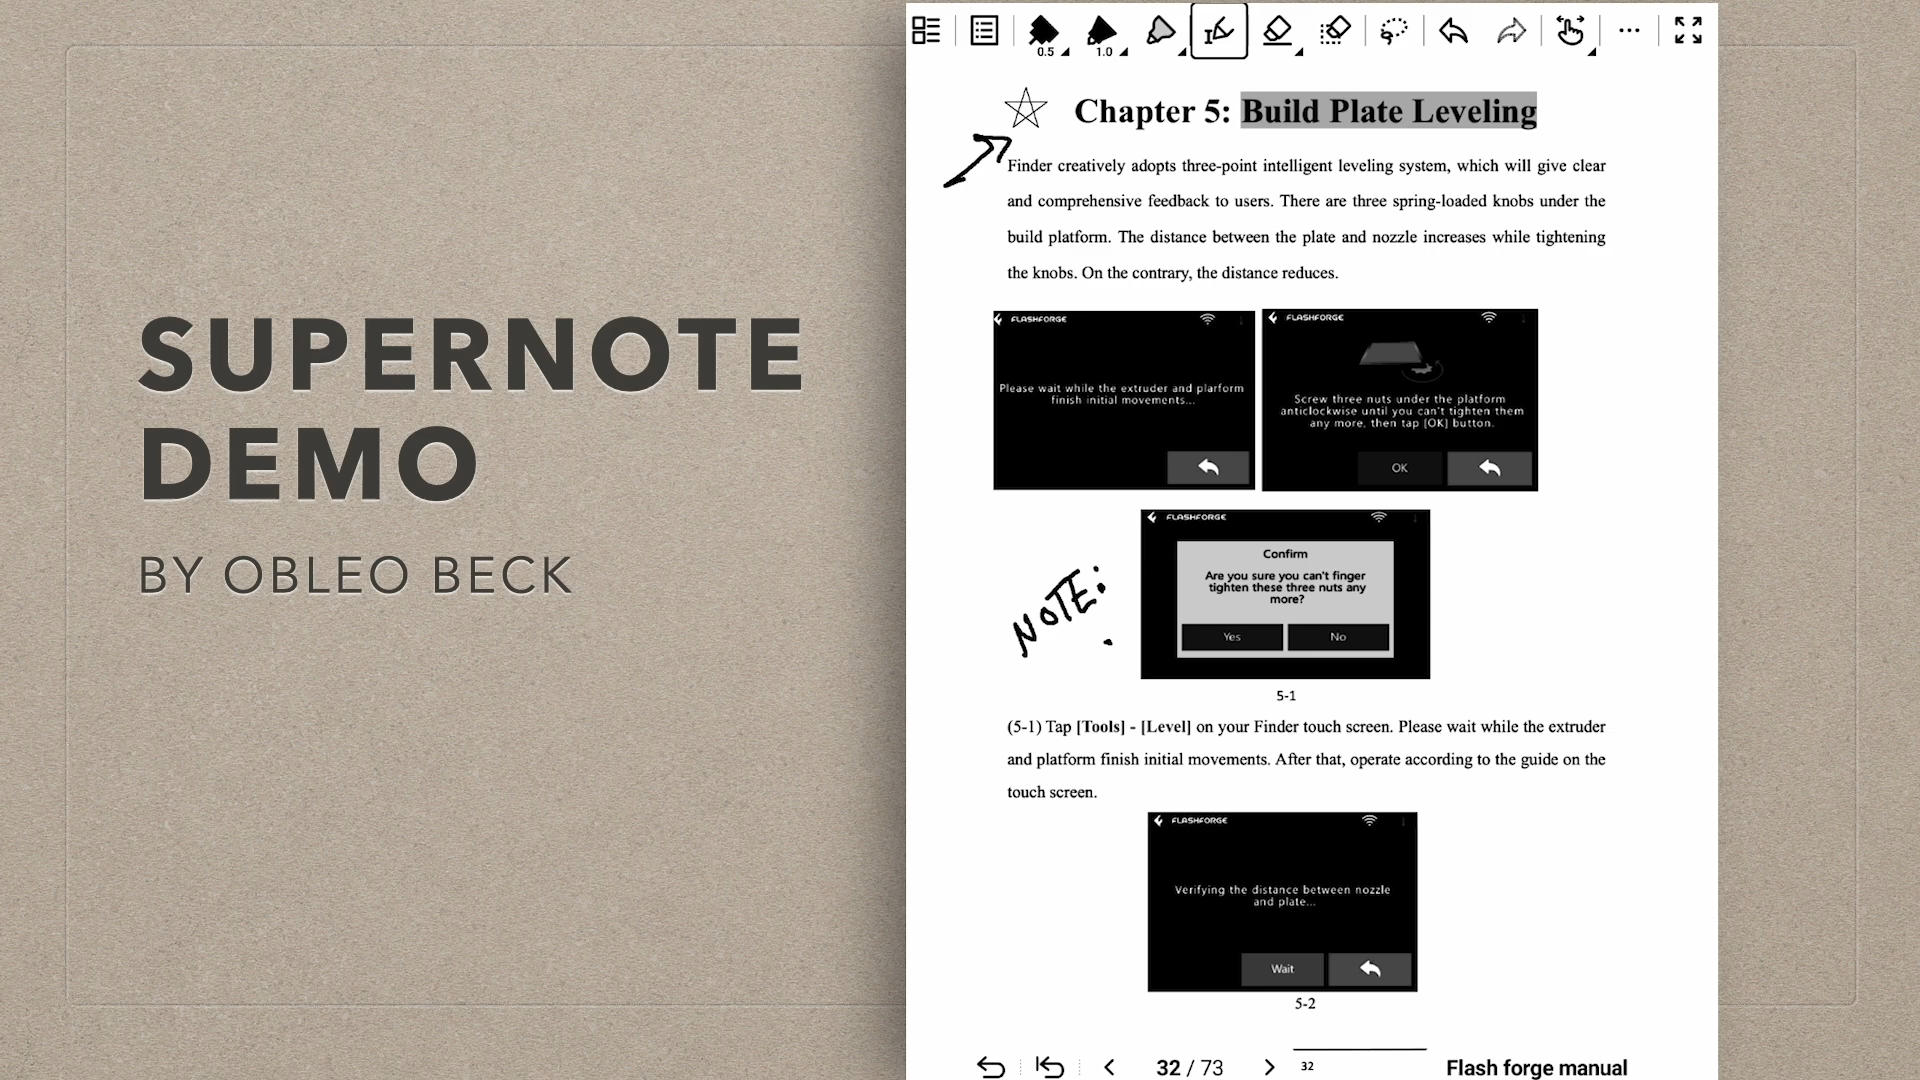 SUPERNOTE
DEMO
BY OBLEO BECK
0.5
1.0
Chapter 5: Build Plate Leveling
Finder creatively adopts three-point intelligent leveling system, which will give clear
and comprehensive feedback to users. There are three spring-loaded knobs under the
build platform. The distance between the plate and nozzle increases while tightening
the knobs. On the contrary, the distance reduces.
FLASHFORGE
Please wait while the extruder and plarform
finish initial movements...
FLASHFORGE
Screw three nuts under the platform
anticlockwise until you can't tighten them
any more, then tap [OK] button.
OK
NOTE:
FLASHFORGE
Confirm
Are you sure you can't finger
tighten these three nuts any
more?
Yes
No
5-1
(5-1) Tap [Tools] - [Level] on your Finder touch screen. Please wait while the extruder
and platform finish initial movements. After that, operate according to the guide on the
touch screen.
FLASHFORGE
Verifying the distance between nozzle
and plate...
Wait
5-2
32 / 73
32
Flash forge manual